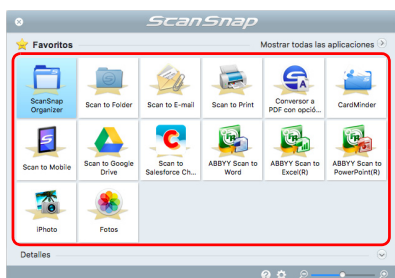 ScanSnap
Favoritos
Mostrar todas las aplicaciones
ScanSnap
Organizer
Scan to Folder
Scan to E-mail
Scan to Print
Conversor a
PDF con opció...
CardMinder
Scan to Mobile
Scan to Google
Drive
Scan to
Salesforce Ch...
ABBYY Scan to
Word
ABBYY Scan to
Excel(R)
ABBYY Scan to
PowerPoint(R)
iPhoto
Fotos
Detalles